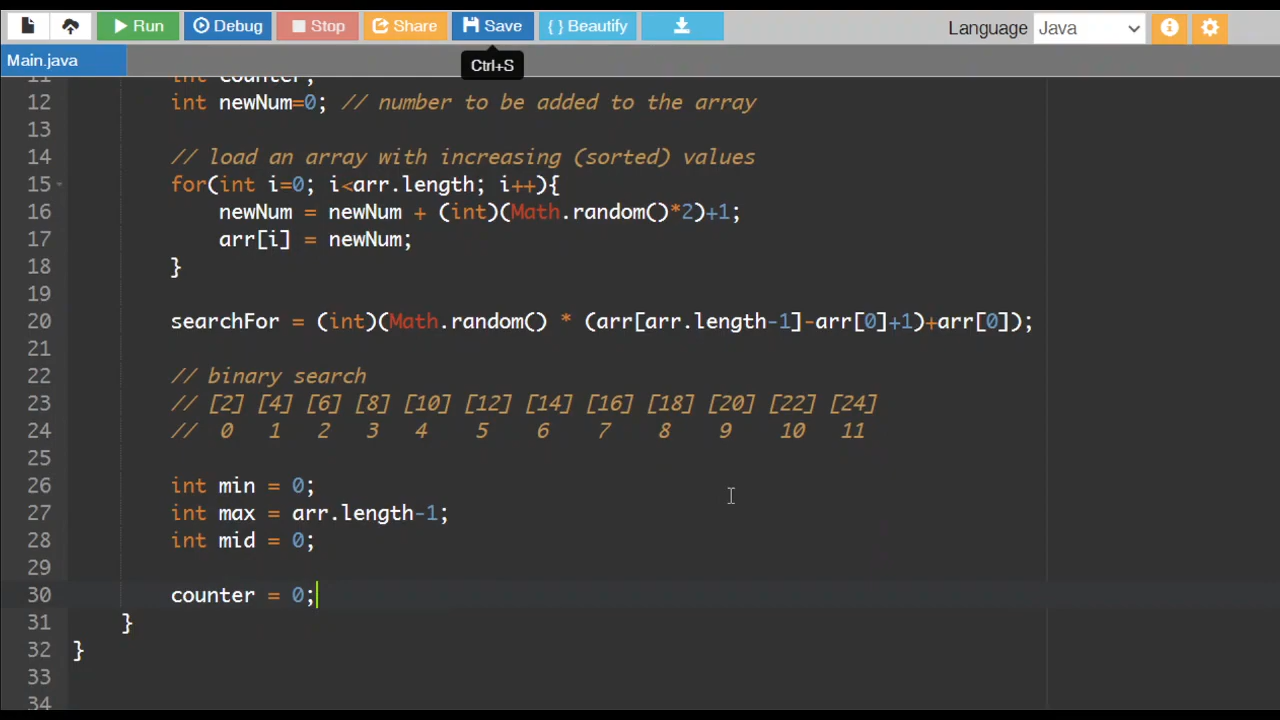 Run Debug Stop Share Save { } Beautify Language Java
Main.java
Ctrl+S
11 int counter;
12 int newNum=0; // number to be added to the array
13
14 // load an array with increasing (sorted) values
15 for(int i=0; i<arr.length; i++){
16 newNum = newNum + (int)(Math.random()*2)+1;
17 arr[i] = newNum;
18 }
19
20 searchFor = (int)(Math.random() * (arr[arr.length-1]-arr[0]+1)+arr[0]);
21
22 // binary search
23 // [2] [4] [6] [8] [10] [12] [14] [16] [18] [20] [22] [24]
24 // 0 1 2 3 4 5 6 7 8 9 10 11
25
26 int min = 0;
27 int max = arr.length-1;
28 int mid = 0;
29
30 counter = 0;
31 }
32 }
33
34